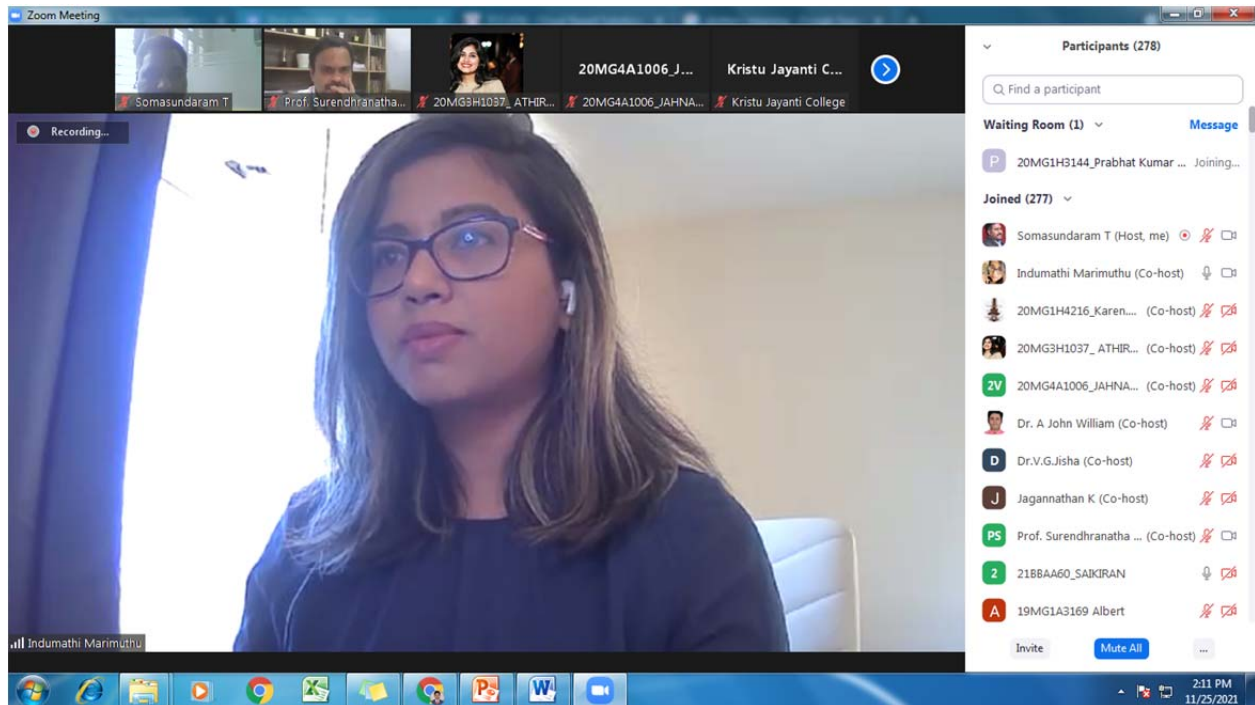 Zoom Meeting
Somasundaram T
Prof. Surendhranatha...
20MG3H1037_ ATHIR...
20MG4A1006_J...
20MG4A1006_JAHNA...
Kristu Jayanti C...
Kristu Jayanti College
Recording...
Indumathi Marimuthu
Participants (278)
Find a participant
Waiting Room (1)
Message
P
20MG1H3144_Prabhat Kumar ... Joining...
Joined (277)
Somasundaram T (Host, me)
Indumathi Marimuthu (Co-host)
20MG1H4216_Karen.... (Co-host)
20MG3H1037_ ATHIR... (Co-host)
2V 20MG4A1006_JAHNA... (Co-host)
Dr. A John William (Co-host)
D Dr.V.G.Jisha (Co-host)
J Jagannathan K (Co-host)
PS Prof. Surendhranatha ... (Co-host)
2 21BBAA60_SAIKIRAN
A 19MG1A3169 Albert
Invite
Mute All
...
2:11 PM
11/25/2021